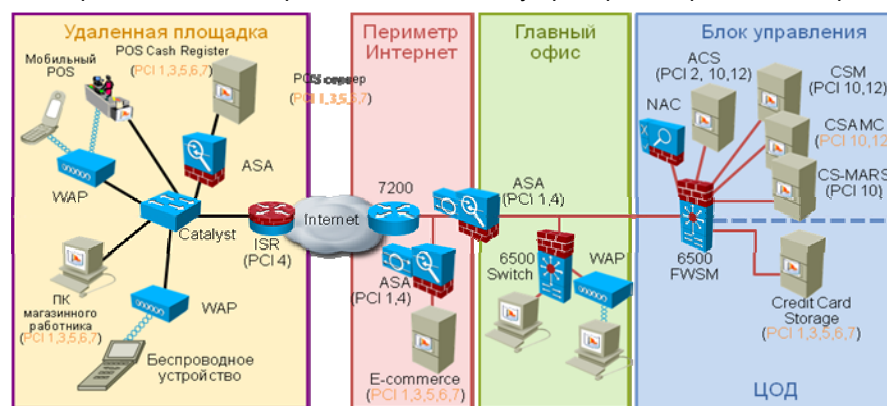 Удаленная площадка
POS Cash Register
(PCI 1,3,5,6,7)
Мобильный
POS
POS сервер
(PCI 1,3,5,6,7)
ASA
WAP
Catalyst
ISR
(PCI 4)
ПК
магазинного
работника
(PCI 1,3,5,6,7)
WAP
Беспроводное
устройство
Internet
Периметр
Интернет
7200
ASA
(PCI 1,4)
E-commerce
(PCI 1,3,5,6,7)
Главный
офис
ASA
(PCI 1,4)
6500
Switch
WAP
Блок управления
ACS
(PCI 2, 10,12)
NAC
CSM
(PCI 10,12)
CSAMC
(PCI 10,12)
CS-MARS
(PCI 10)
6500
FWSM
Credit Card
Storage
(PCI 1,3,5,6,7)
ЦОД